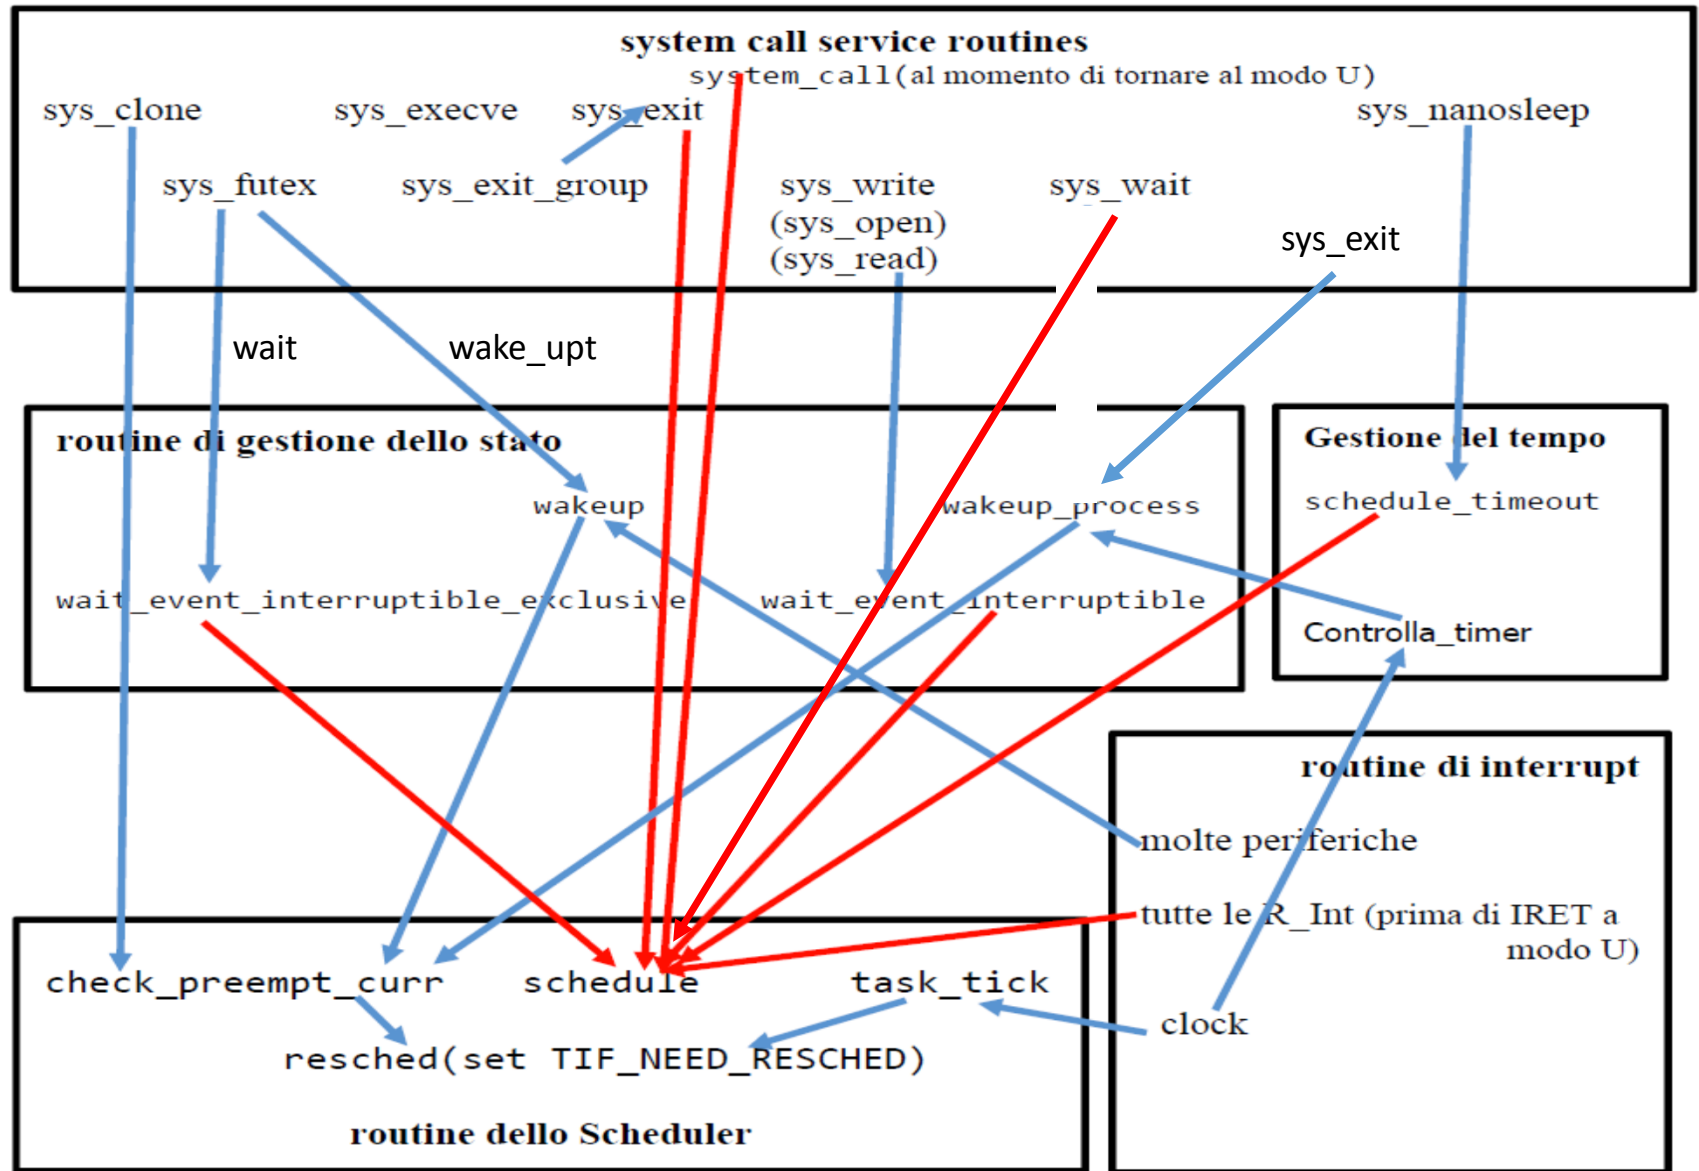 system call service routines
system_call(al momento di tornare al modo U)
sys_clone
sys_execve
sys_exit
sys_nanosleep
sys_futex
sys_exit_group
sys_write
sys_wait
(sys_open)
(sys_read)
sys_exit
wait
wake_upt
routine di gestione dello stato
Gestione del tempo
wakeup
wakeup_process
schedule_timeout
wait_event_interruptible_exclusive
wait_event_interruptible
Controlla_timer
routine di interrupt
molte periferiche
tutte le R_Int (prima di IRET a
modo U)
check_preempt_curr
schedule
task_tick
clock
resched(set TIF_NEED_RESCHED)
routine dello Scheduler